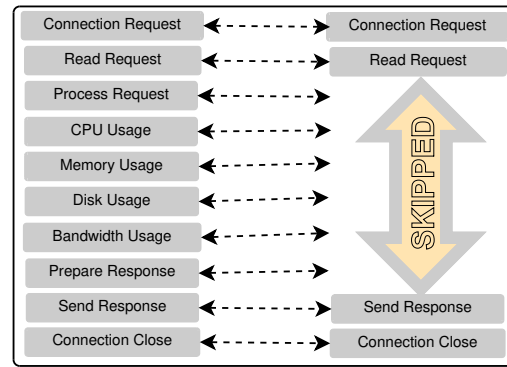 Connection Request
Connection Request
Read Request
Read Request
Process Request
CPU Usage
Memory Usage
Disk Usage
Bandwidth Usage
Prepare Response
SKIPPED
Send Response
Send Response
Connection Close
Connection Close